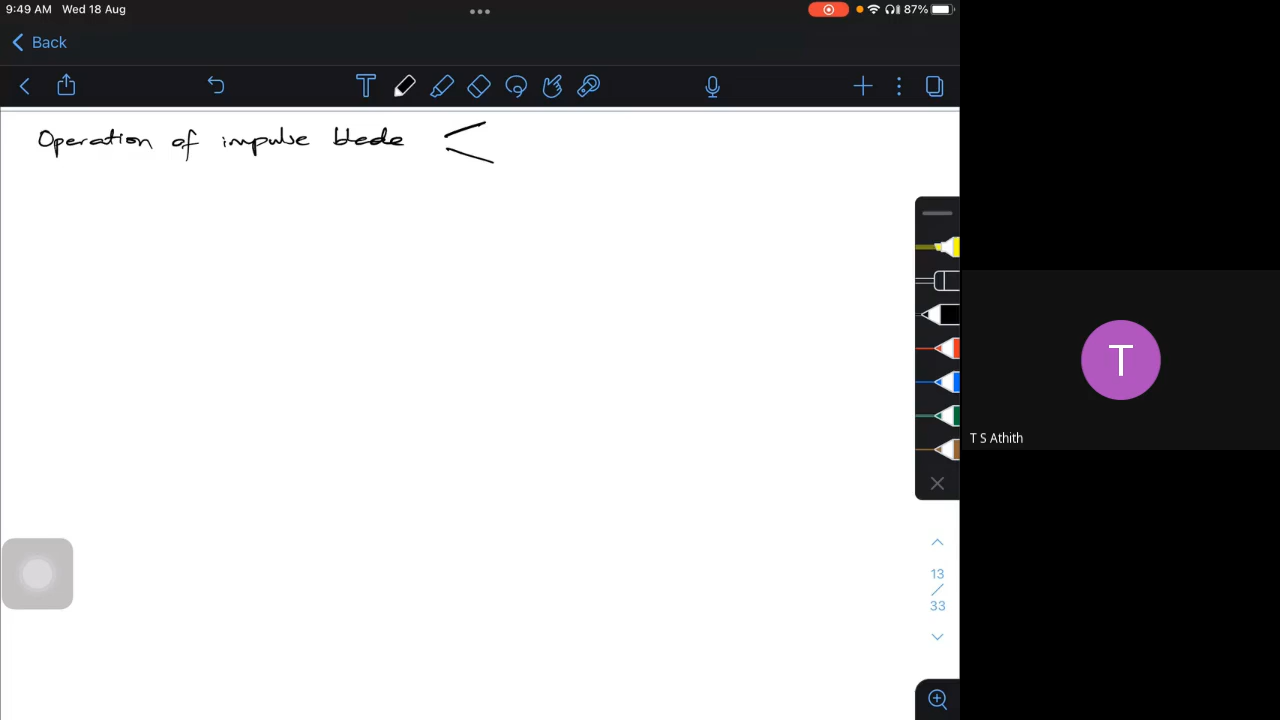 9:49 AM Wed 18 Aug
87%
Back
T
Operation of impulse blade
13
33
T
T S Athith